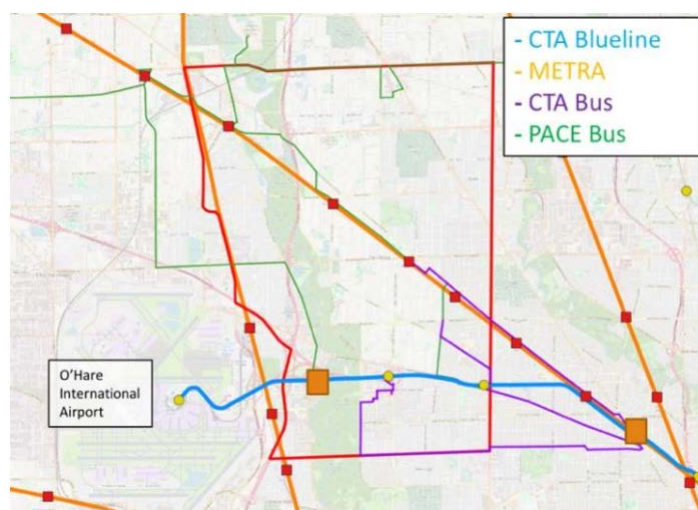 - CTA Blueline
- METRA
- CTA Bus
- PACE Bus
O'Hare
International
Airport